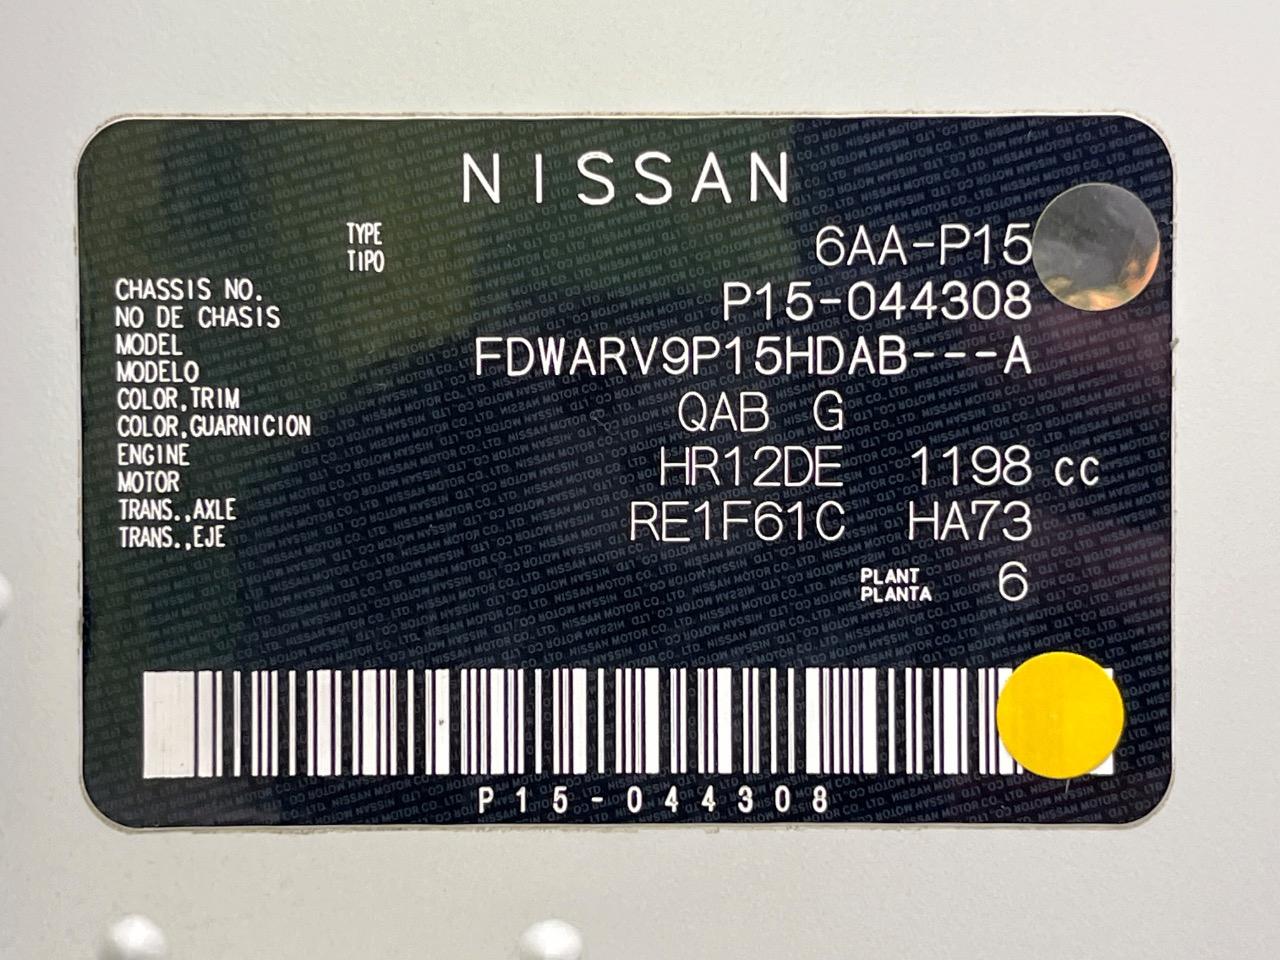 NISSAN
TYPE 6AA-P15
TIPO
CHASSIS NO. P15-044308
NO DE CHASIS
MODEL FDWARV9P15HDAB---A
MODELO
COLOR,TRIM QAB G
COLOR,GUARNICION
ENGINE HR12DE 1198 cc
MOTOR
TRANS.,AXLE RE1F61C HA73
TRANS.,EJE
PLANT 6
PLANTA
P15-044308